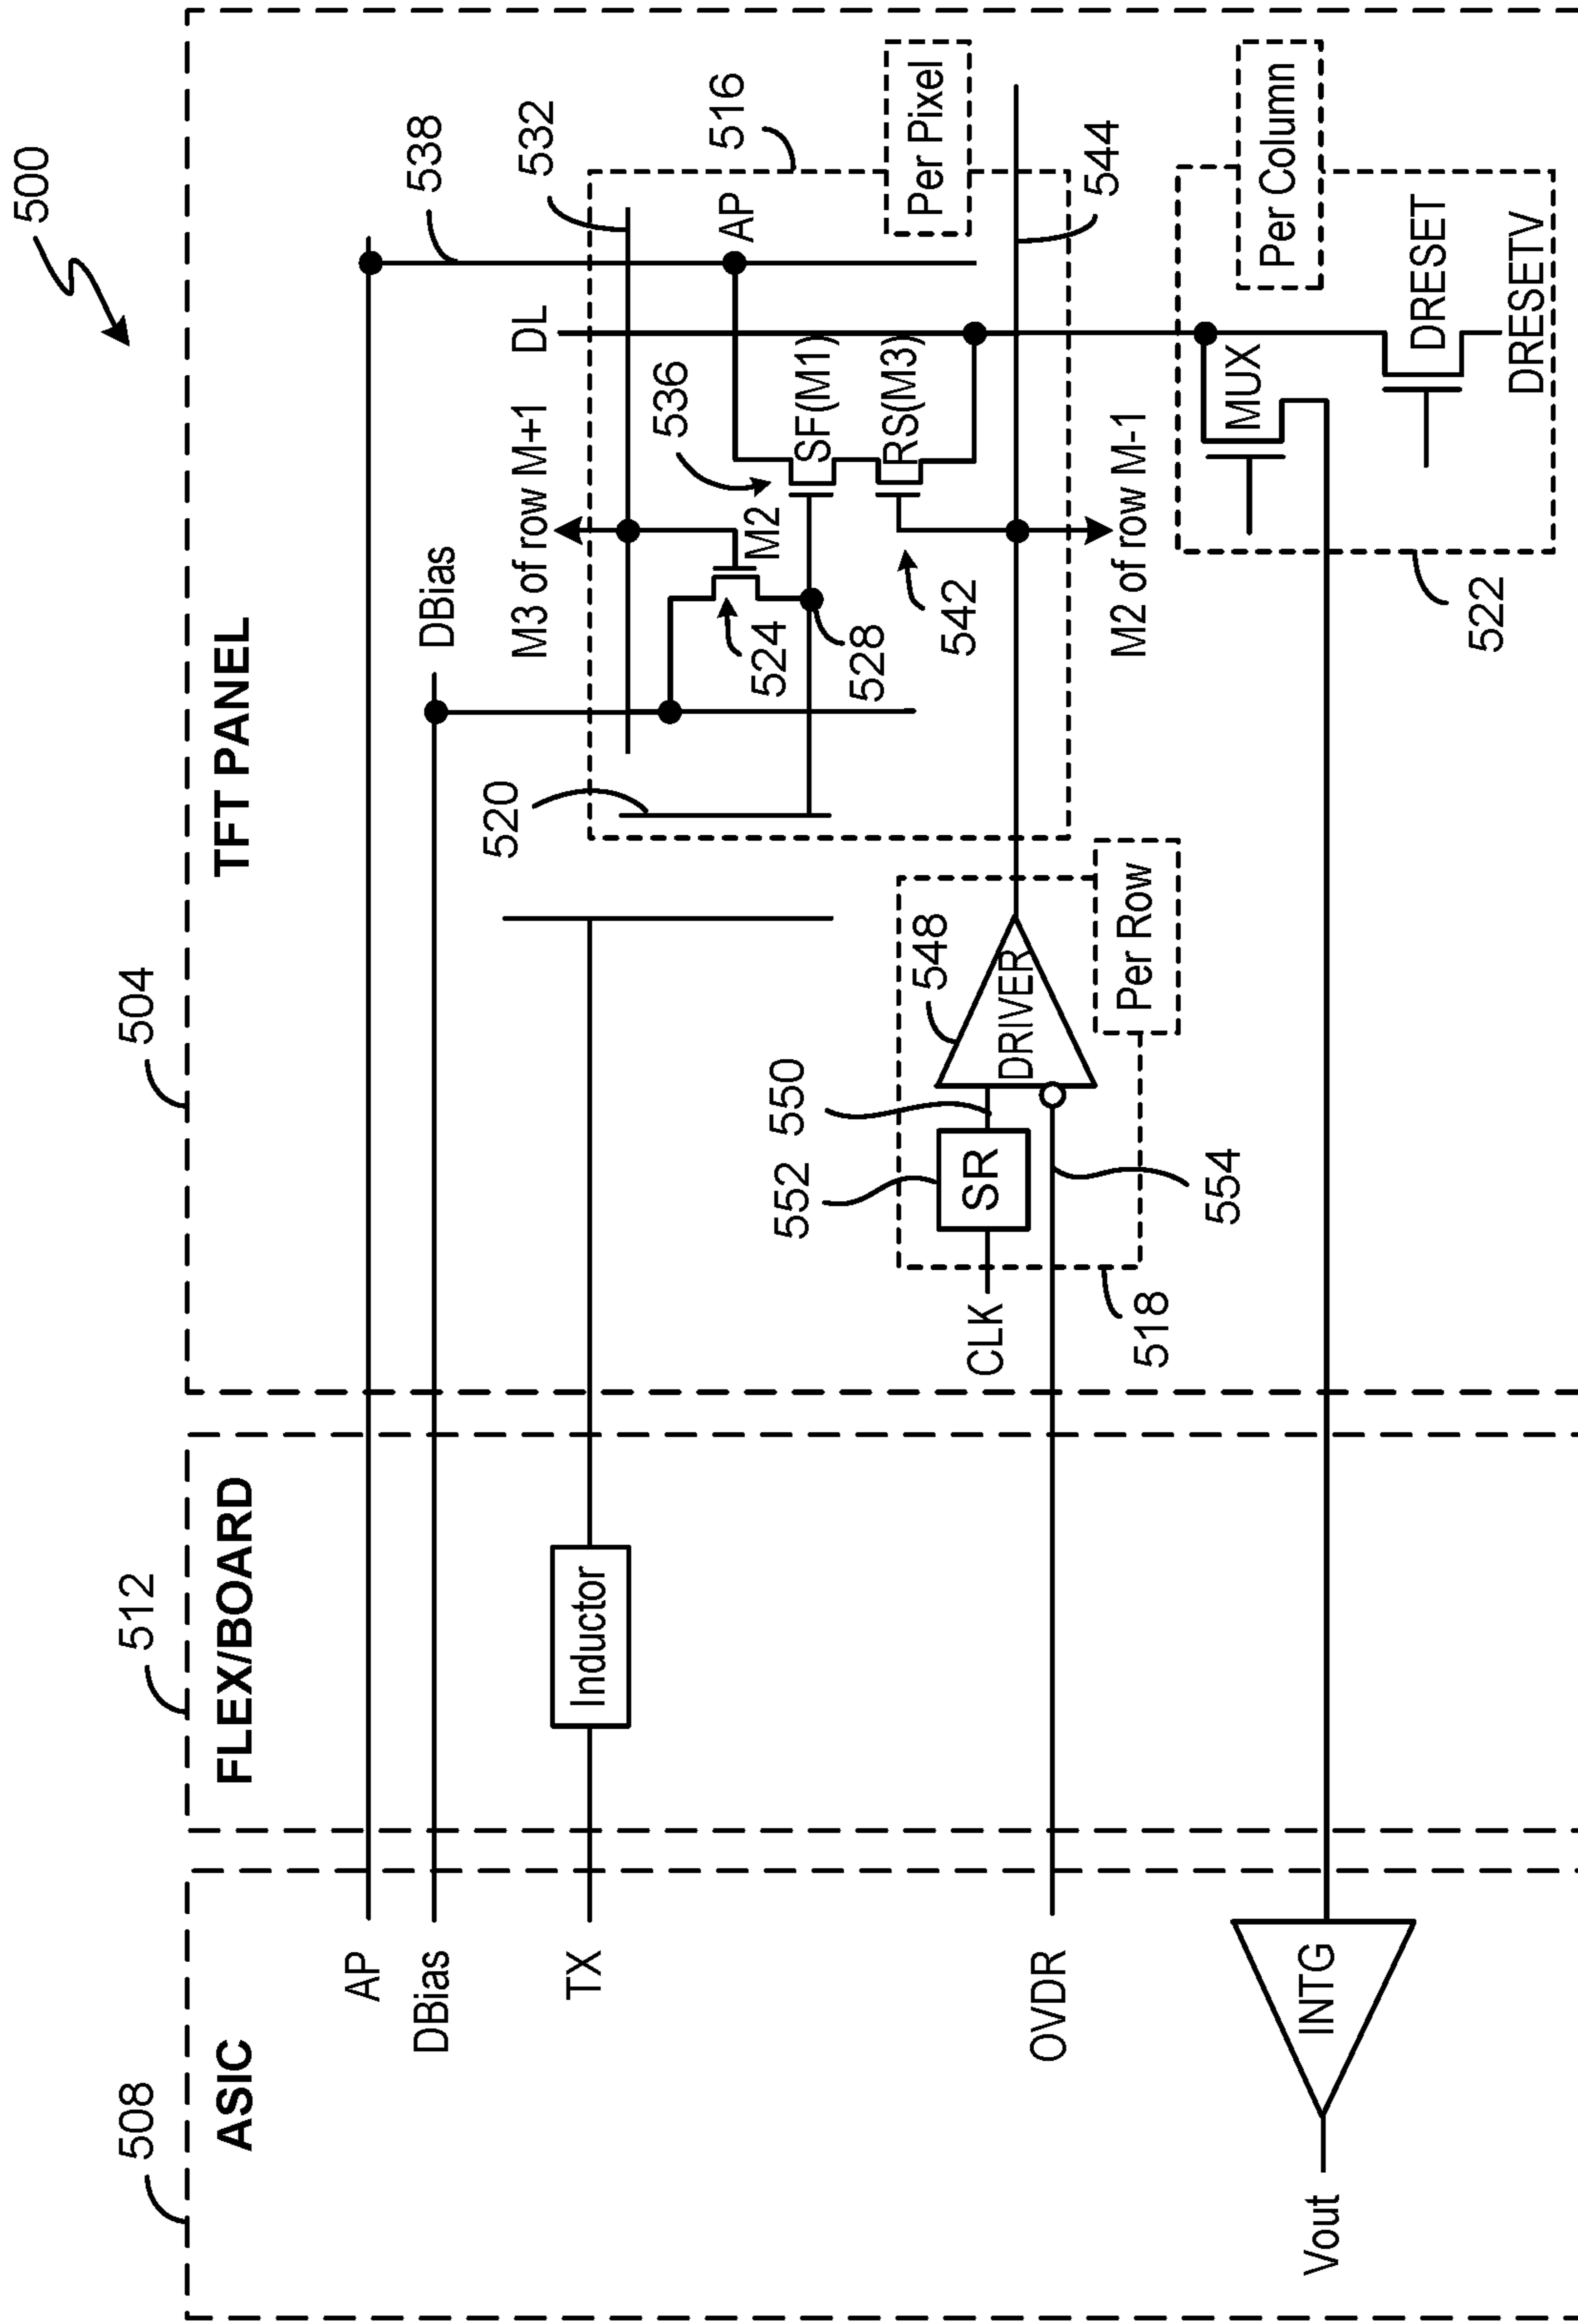 500
508
512
504
ASIC
FLEX/BOARD
TFT PANEL
AP
538
DBias
DBias
M3 of row M+1
DL
532
TX
Inductor
520
536
516
524
M2
SF(M1)
AP
528
RS(M3)
Per Pixel
542
544
M2 of row M-1
552
550
548
CLK
SR
DRIVER
OVDR
518
554
Per Row
522
MUX
Per Column
DRESET
DRESETV
INTG
Vout